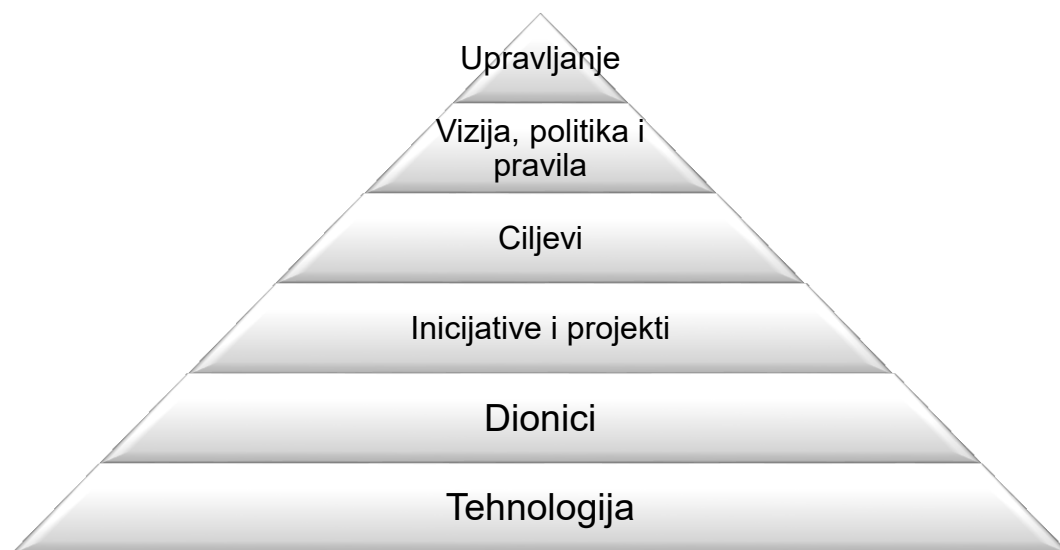 Upravljanje
Vizija, politika i
pravila
Ciljevi
Inicijative i projekti
Dionici
Tehnologija